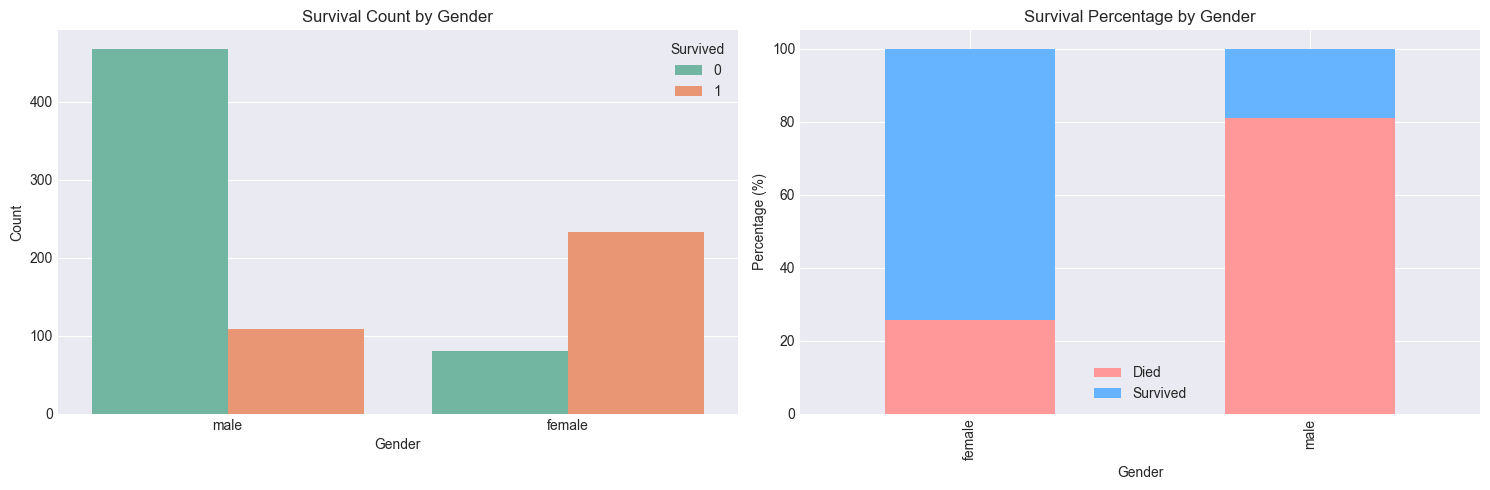 Survival Count by Gender
Survived
0
1
400
300
200
100
0
Count
male
female
Gender
Survival Percentage by Gender
100
80
60
40
20
0
Percentage (%)
Died
Survived
female
male
Gender